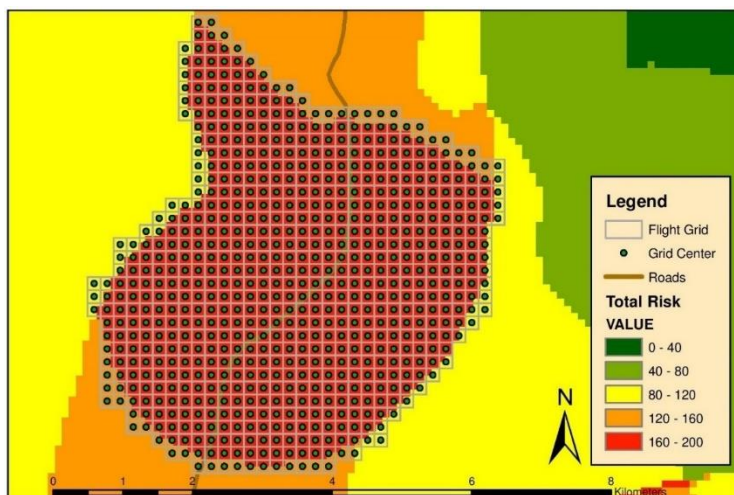 Legend
Flight Grid
Grid Center
Roads
Total Risk
VALUE
0 - 40
40 - 80
80 - 120
120 - 160
160 - 200
N
0 1 2 4 6 8
Kilometers